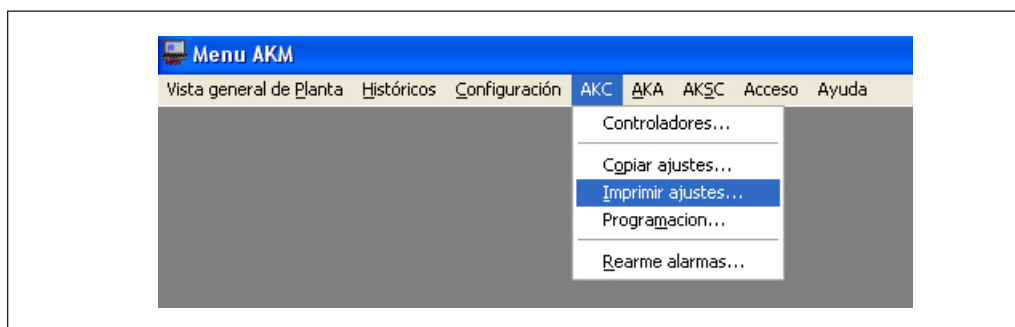 Menu AKM
Vista general de Planta Históricos Configuración AKC AKA AKSC Acceso Ayuda
Controladores...
Copiar ajustes...
Imprimir ajustes...
Programacion...
Rearme alarmas...